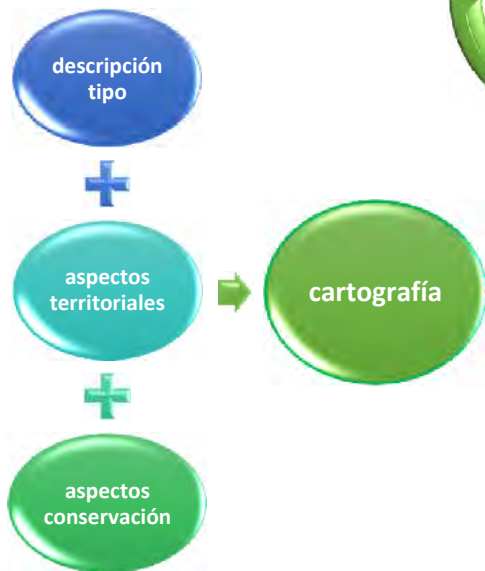 descripción
tipo
aspectos
territoriales
cartografía
aspectos
conservación